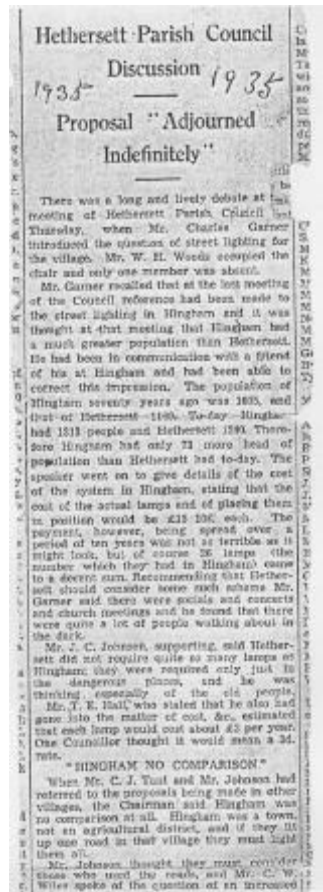 Hethersett Parish Council
Discussion
1935
1935
Proposal "Adjourned
Indefinitely"
There was a long and lively debate at
meeting of Hethersett Parish Council
Thursday, when Mr. Charles Garner
introduced the question of street lighting for
the village. Mr. W. H. Woods occupied the
chair and only one member was absent.
Mr. Garner recalled that at the last meeting
of the Council reference had been made to
the street lighting in Hingham and it was
thought at that meeting that Hingham had
a much greater population than Hethersett.
He had been in communication with a friend
of his at Hingham and had been able to
correct this impression. The population of
Hingham seventy years ago was and
that of Hethersett To-day Hingham
had 1313 people and Hethersett There-
fore Hingham had only 73 more head of
population than Hethersett had to-day. The
speaker went on to give details of the cost
of the system in Hingham, stating that the
cost of the actual lamps and of placing them
in position would be each. The
payment, however, being spread over a
period of ten years was not as terrible as it
might look, but of course 26 lamps (the
number which they had in Hingham) came
to a decent sum. Recommending that Hether-
sett should consider some such scheme Mr.
Garner said there were socials and concerts
and church meetings and he found that there
were quite a lot of people walking about in
the dark.
Mr. J. C. Johnson, supporting, said Hether-
sett did not require quite so many lamps as
Hingham; they were required only just in
the dangerous places, and he was
thinking especially of the old people.
Mr. T. E. Hall, who stated that he also had
gone into the matter of cost, &c., estimated
that each lamp would cost about £3 per year.
One Councillor thought it would mean a 3d.
rate.
"HINGHAM NO COMPARISON."
When Mr. C. J. and Mr. Johnson had
referred to the proposals being made in other
villages, the Chairman said Hingham was
no comparison at all. Hingham was a town,
not an agricultural district, and if they lit
up one road in that village they must light
them all.
Mr. Johnson thought they must consider
those who used the roads, and Mr. C. W.
Wiles spoke of the question of an increased